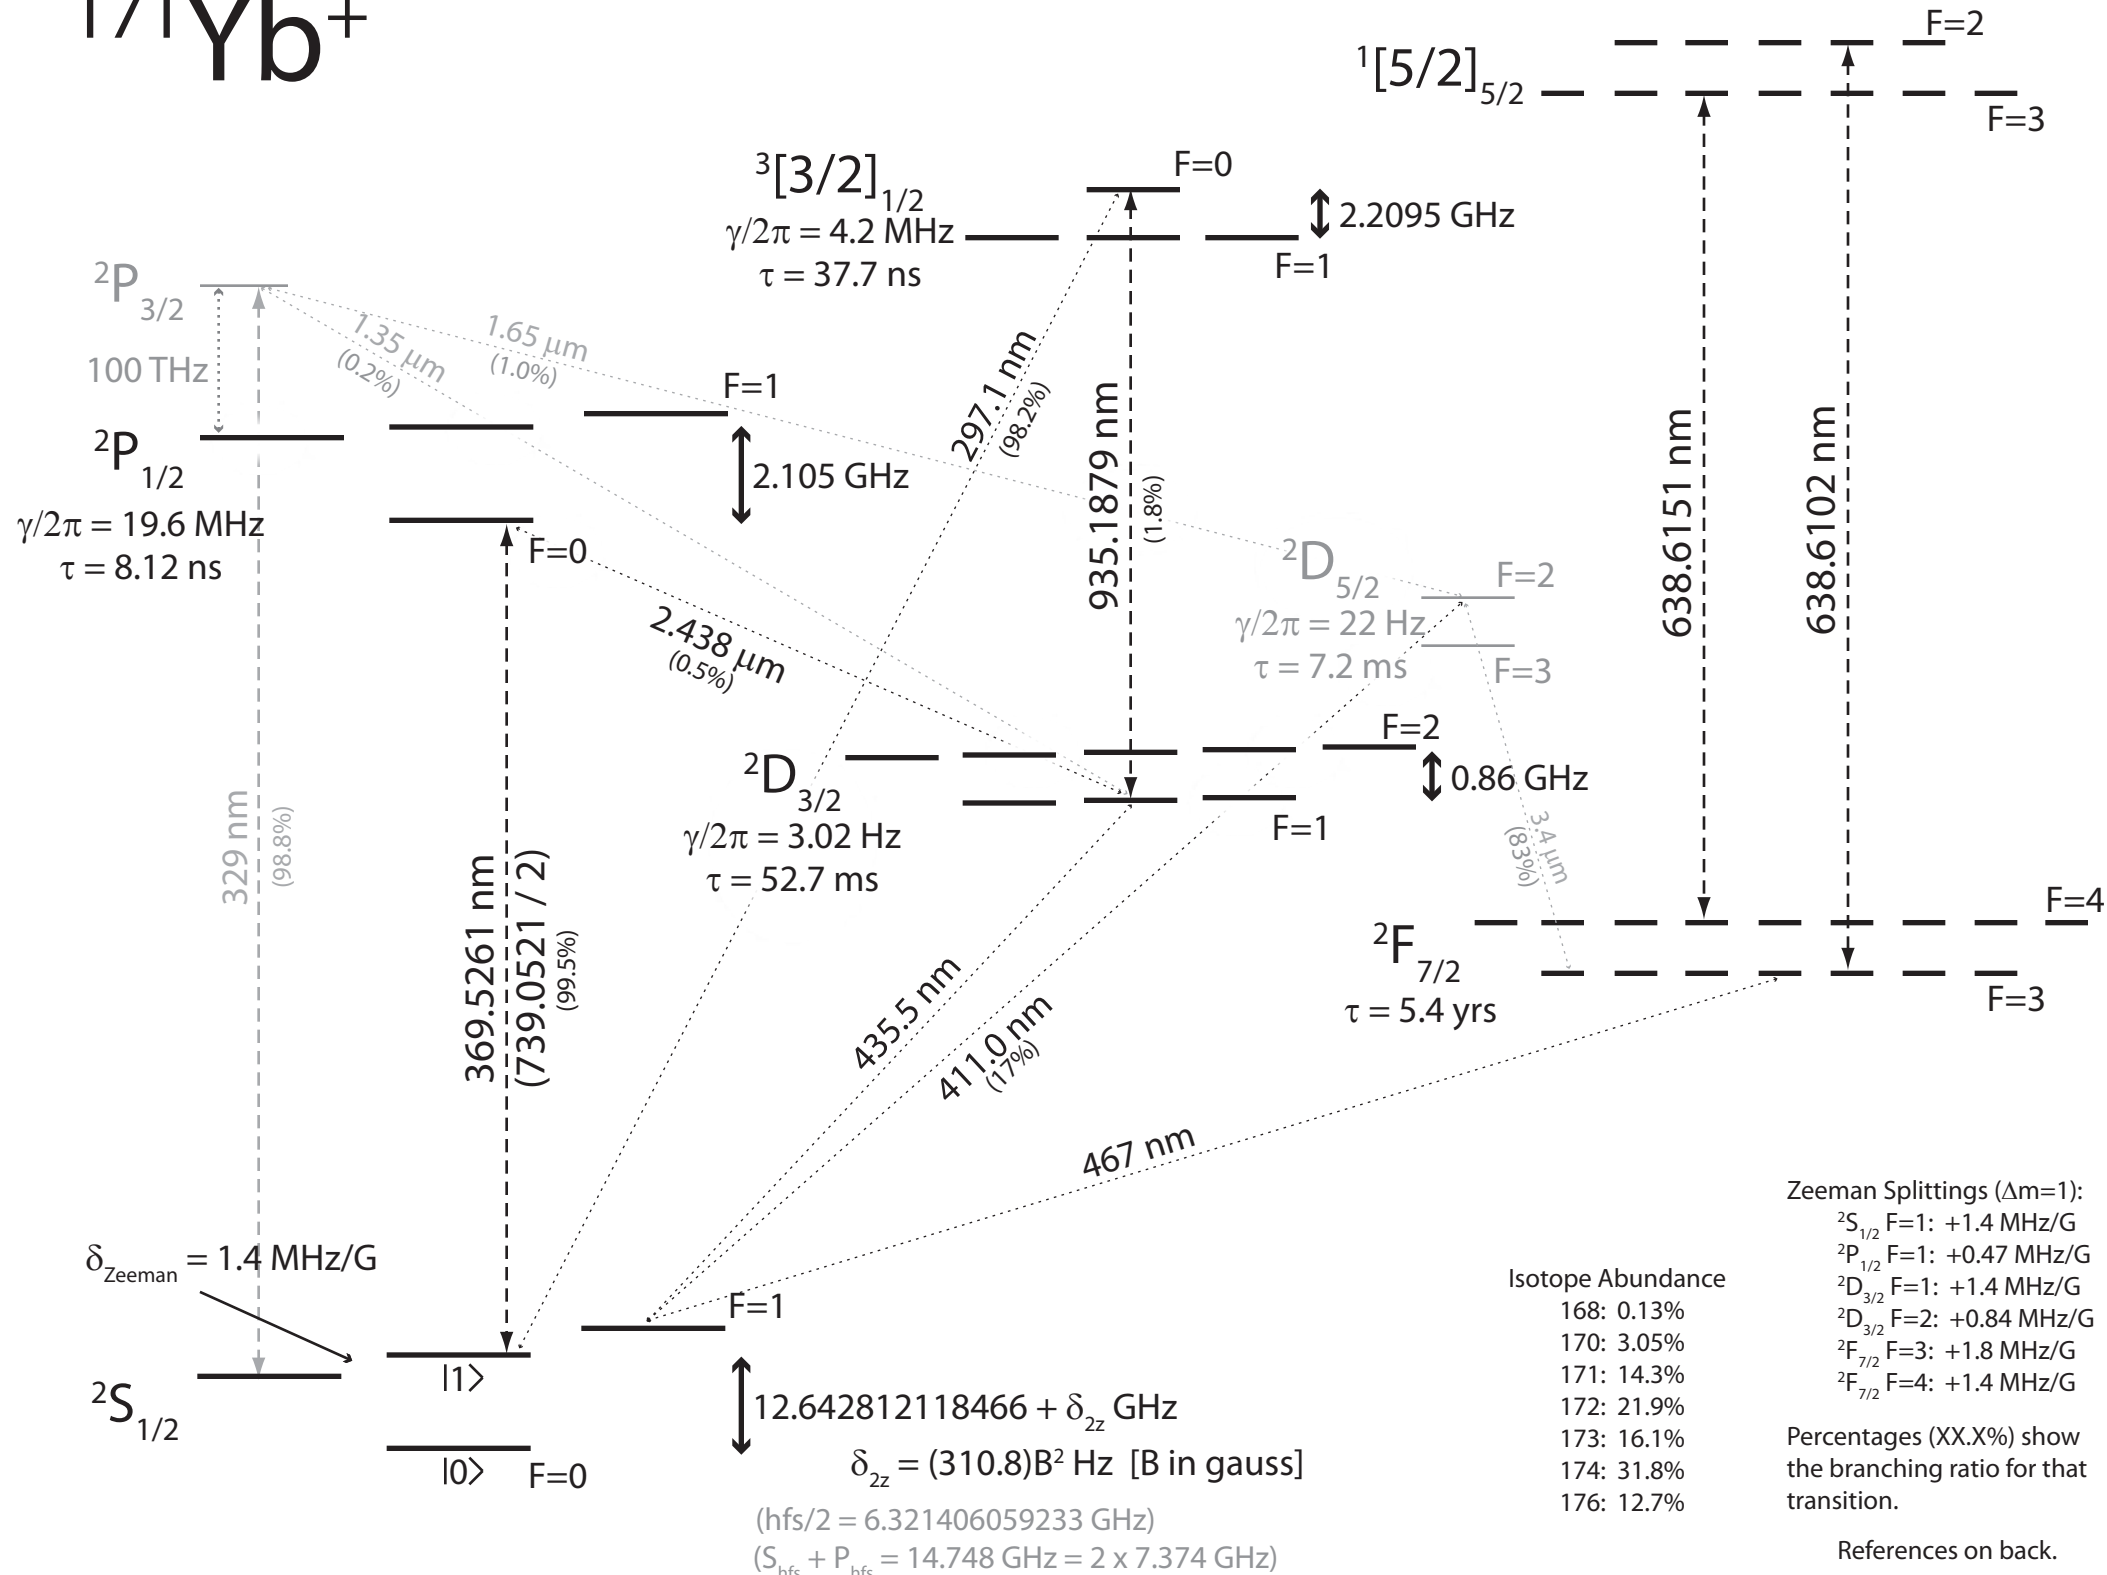 171Yb+
F=2
1[5/2]5/2
F=3
3[3/2]1/2
F=0
γ/2π = 4.2 MHz
2.2095 GHz
τ = 37.7 ns
F=1
2P3/2
100 THz
1.35 μm
(0.2%)
1.65 μm
(1.0%)
F=1
2P1/2
2.105 GHz
γ/2π = 19.6 MHz
τ = 8.12 ns
F=0
297.1 nm
(98.2%)
935.1879 nm
(1.8%)
638.6151 nm
638.6102 nm
2D5/2
F=2
γ/2π = 22 Hz
τ = 7.2 ms
F=3
2.438 μm
(0.5%)
2D3/2
F=2
0.86 GHz
γ/2π = 3.02 Hz
τ = 52.7 ms
F=1
3.4 μm
(83%)
329 nm
(98.8%)
369.5261 nm
(739.0521 / 2)
(99.5%)
2F7/2
F=4
τ = 5.4 yrs
F=3
435.5 nm
411.0 nm
(17%)
467 nm
δZeeman = 1.4 MHz/G
F=1
|1>
2S1/2
12.642812118466 + δ2z GHz
|0>
F=0
δ2z = (310.8)B² Hz [B in gauss]
(hfs/2 = 6.321406059233 GHz)
(Shfs + Phfs = 14.748 GHz = 2 x 7.374 GHz)
Isotope Abundance
168: 0.13%
170: 3.05%
171: 14.3%
172: 21.9%
173: 16.1%
174: 31.8%
176: 12.7%
Zeeman Splittings (Δm=1):
2S1/2 F=1: +1.4 MHz/G
2P1/2 F=1: +0.47 MHz/G
2D3/2 F=1: +1.4 MHz/G
2D3/2 F=2: +0.84 MHz/G
2F7/2 F=3: +1.8 MHz/G
2F7/2 F=4: +1.4 MHz/G
Percentages (XX.X%) show
the branching ratio for that
transition.
References on back.